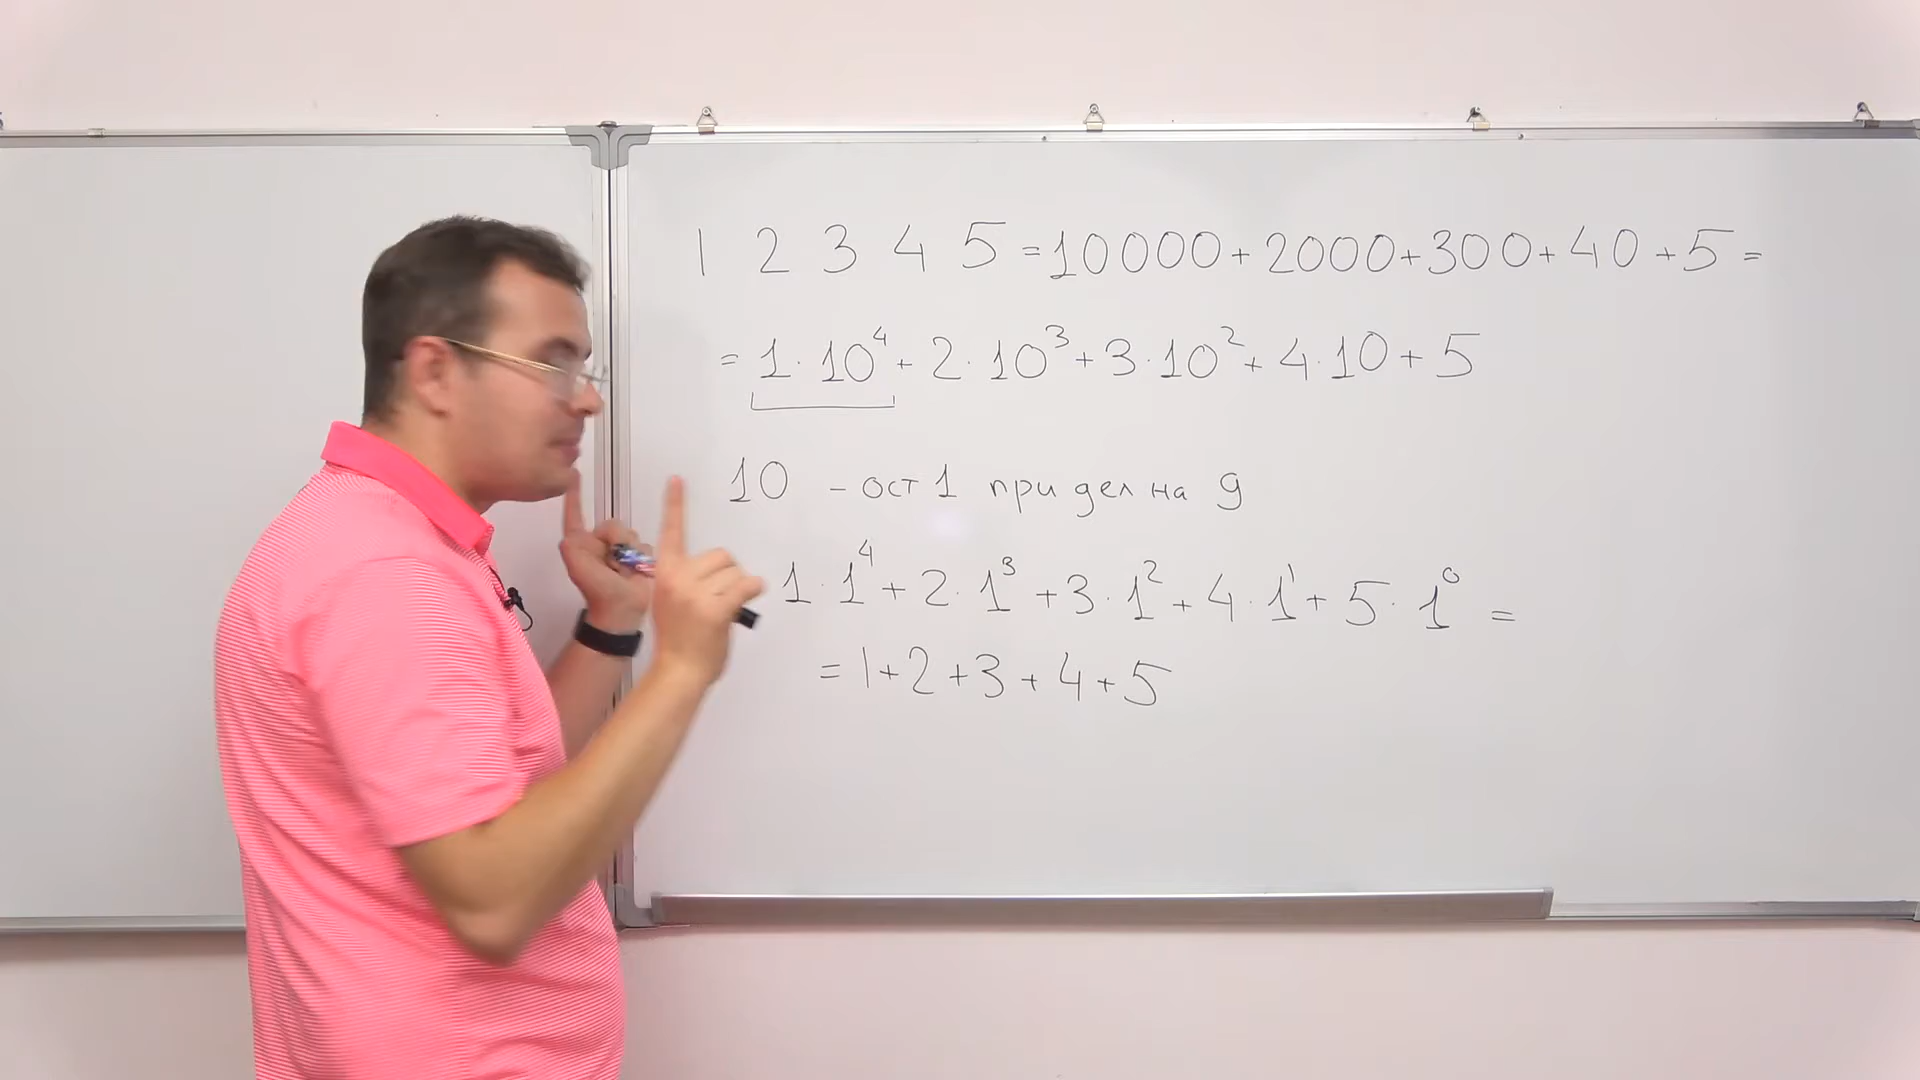 1 2 3 4 5 = 10000 + 2000 + 300 + 40 + 5 =
= 1 · 10⁴ + 2 · 10³ + 3 · 10² + 4 · 10 + 5
10 - ост 1 при дел на 9
1 · 1⁴ + 2 · 1³ + 3 · 1² + 4 · 1¹ + 5 · 1⁰ =
= 1 + 2 + 3 + 4 + 5